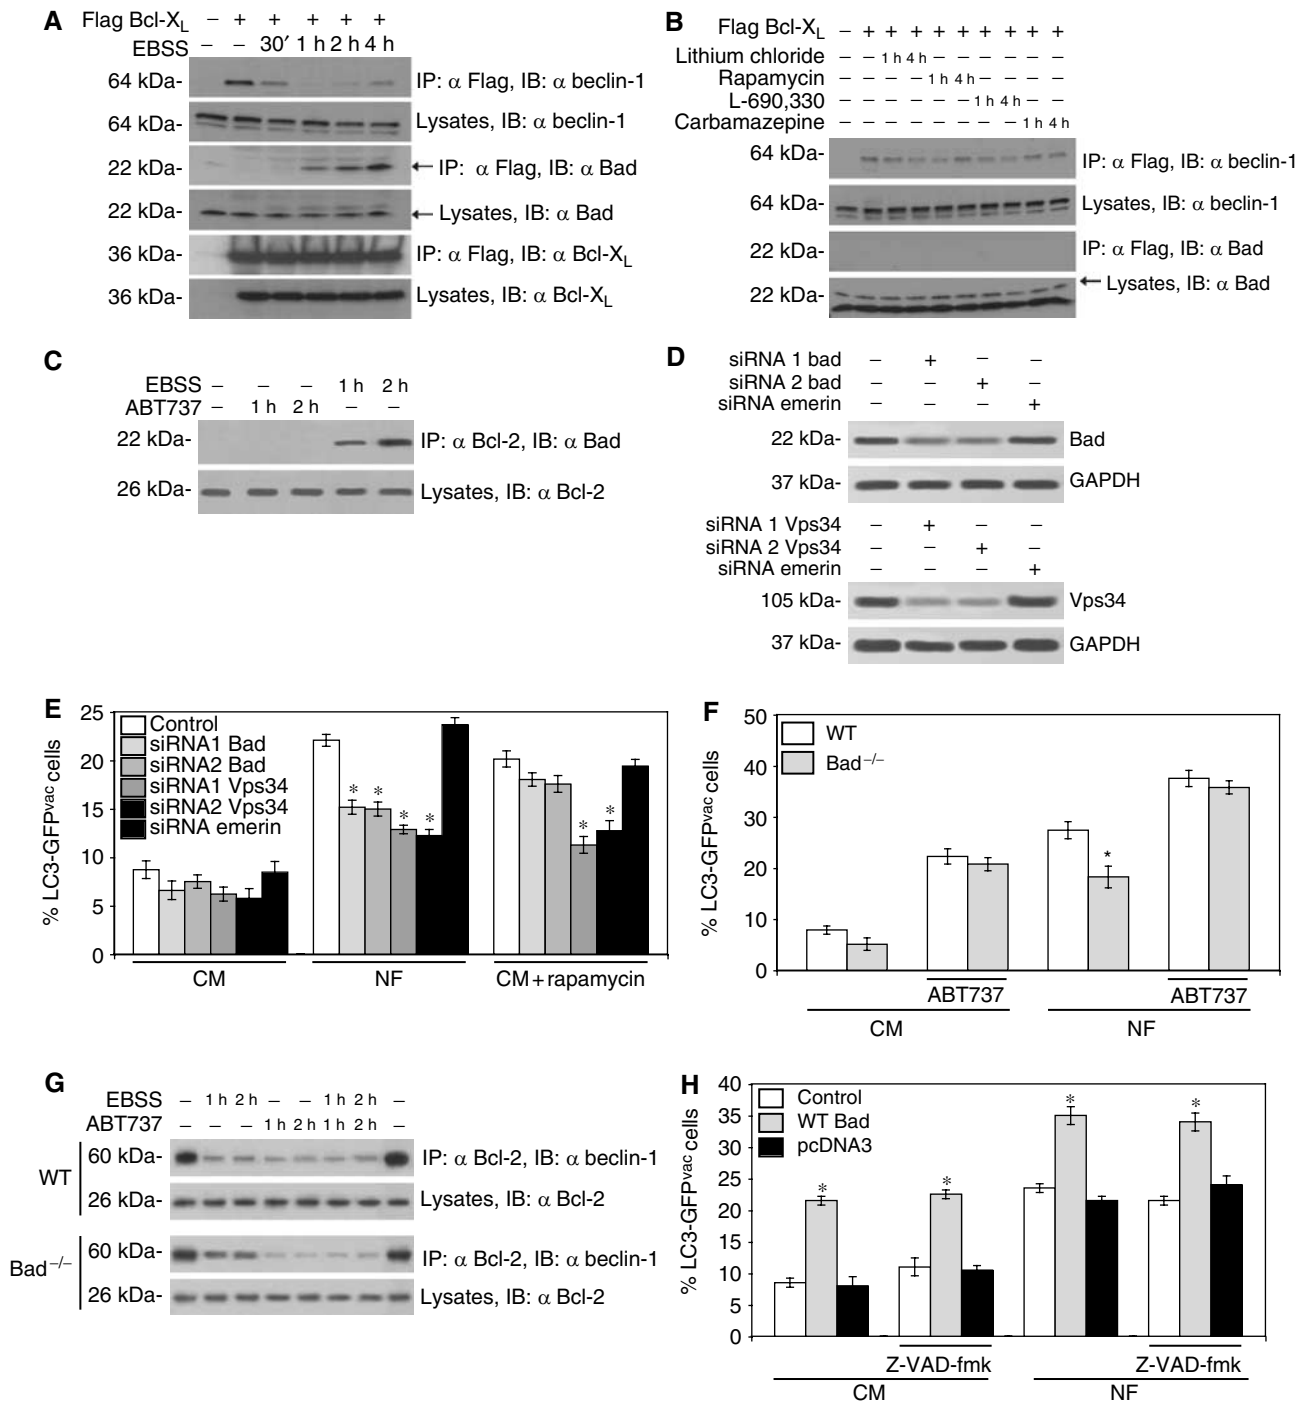 A
Flag Bcl-XL – + + + + +
EBSS – – 30′ 1 h 2 h 4 h
64 kDa- IP: α Flag, IB: α beclin-1
64 kDa- Lysates, IB: α beclin-1
22 kDa- ← IP: α Flag, IB: α Bad
22 kDa- ← Lysates, IB: α Bad
36 kDa- IP: α Flag, IB: α Bcl-XL
36 kDa- Lysates, IB: α Bcl-XL
B
Flag Bcl-XL – + + + + + + + + +
Lithium chloride – – 1 h 4 h – – – – – –
Rapamycin – – – – 1 h 4 h – – – –
L-690,330 – – – – – – 1 h 4 h – –
Carbamazepine – – – – – – – – 1 h 4 h
64 kDa- IP: α Flag, IB: α beclin-1
64 kDa- Lysates, IB: α beclin-1
22 kDa- IP: α Flag, IB: α Bad
22 kDa- ← Lysates, IB: α Bad
C
EBSS – – – 1 h 2 h
ABT737 – 1 h 2 h – –
22 kDa- IP: α Bcl-2, IB: α Bad
26 kDa- Lysates, IB: α Bcl-2
D
siRNA 1 bad – + – –
siRNA 2 bad – – + –
siRNA emerin – – – +
22 kDa- Bad
37 kDa- GAPDH
siRNA 1 Vps34 – + – –
siRNA 2 Vps34 – – + –
siRNA emerin – – – +
105 kDa- Vps34
37 kDa- GAPDH
E
% LC3-GFPvac cells
25
20
15
10
5
0
Control
siRNA1 Bad
siRNA2 Bad
siRNA1 Vps34
siRNA2 Vps34
siRNA emerin
* * * *
* *
CM NF CM+rapamycin
F
% LC3-GFPvac cells
50
40
30
20
10
0
WT
Bad–/–
*
ABT737 ABT737
CM NF
G
EBSS – 1 h 2 h – – 1 h 2 h –
ABT737 – – – 1 h 2 h 1 h 2 h –
WT
60 kDa- IP: α Bcl-2, IB: α beclin-1
26 kDa- Lysates, IB: α Bcl-2
Bad–/–
60 kDa- IP: α Bcl-2, IB: α beclin-1
26 kDa- Lysates, IB: α Bcl-2
H
% LC3-GFPvac cells
40
35
30
25
20
15
10
5
0
Control
WT Bad
pcDNA3
* * * *
Z-VAD-fmk Z-VAD-fmk
CM NF